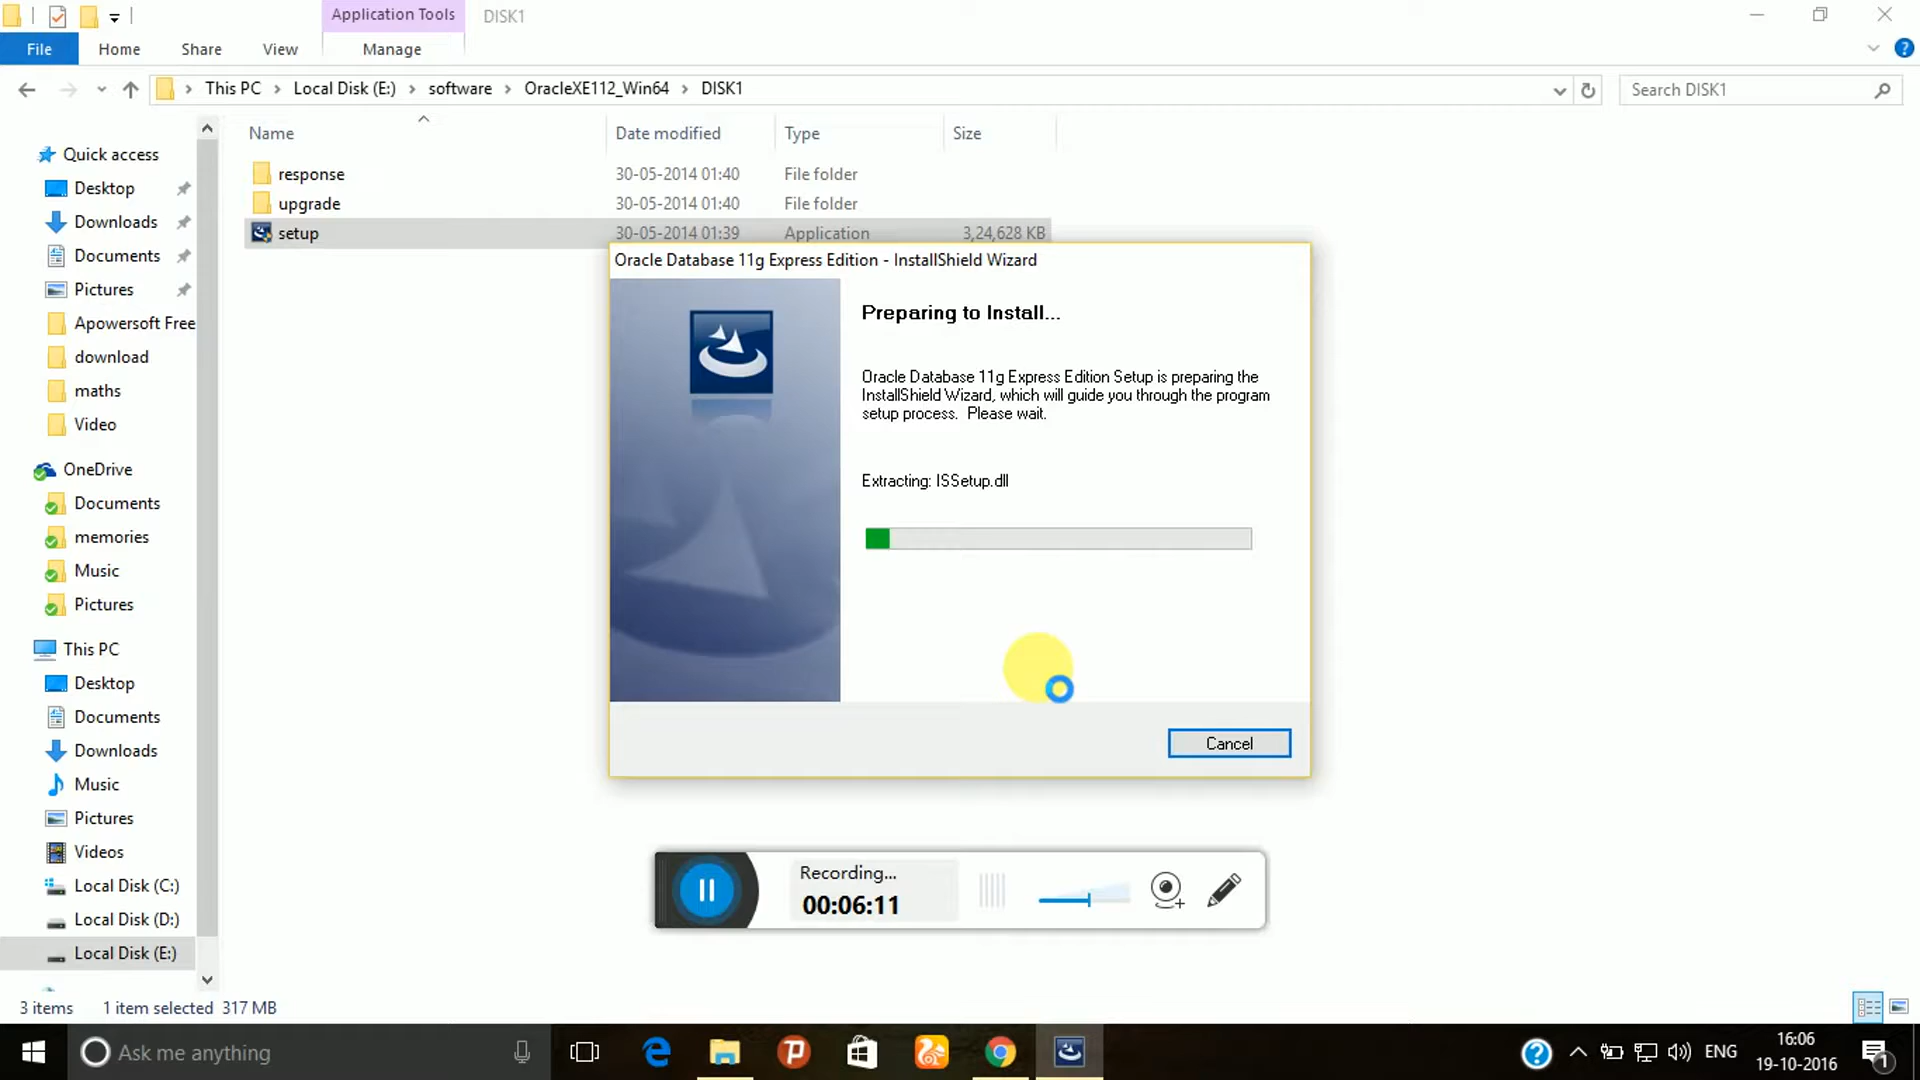 Application Tools
DISK1
File
Home
Share
View
Manage
This PC
Local Disk (E:)
software
OracleXE112_Win64
DISK1
Search DISK1
Name
Date modified
Type
Size
response
30-05-2014 01:40
File folder
upgrade
30-05-2014 01:40
File folder
setup
30-05-2014 01:39
Application
3,24,628 KB
Quick access
Desktop
Downloads
Documents
Pictures
Apowersoft Free
download
maths
Video
OneDrive
Documents
memories
Music
Pictures
This PC
Desktop
Documents
Downloads
Music
Pictures
Videos
Local Disk (C:)
Local Disk (D:)
Local Disk (E:)
Oracle Database 11g Express Edition - InstallShield Wizard
Preparing to Install...
Oracle Database 11g Express Edition Setup is preparing the
InstallShield Wizard, which will guide you through the program
setup process. Please wait.
Extracting: ISSetup.dll
Cancel
Recording...
00:06:11
3 items
1 item selected 317 MB
Ask me anything
ENG
16:06
19-10-2016
1